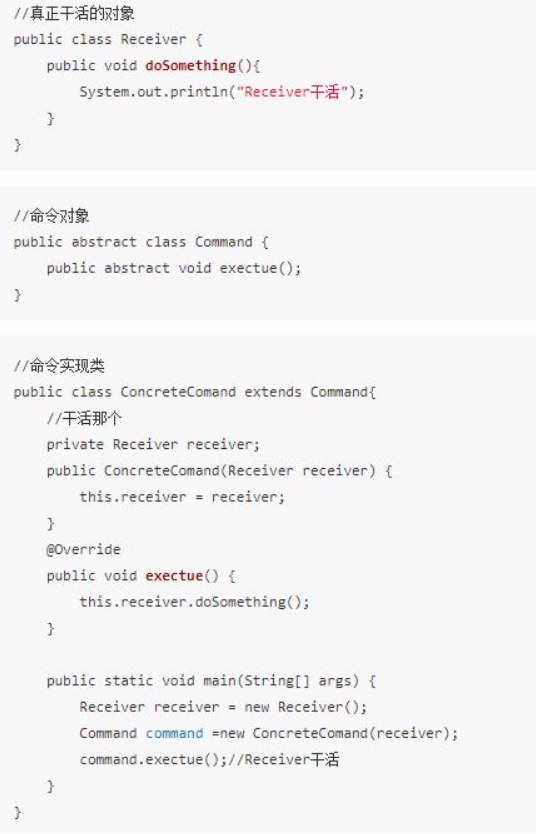 //真正干活的对象
public class Receiver {
    public void doSomething(){
        System.out.println("Receiver干活");
    }
}
//命令对象
public abstract class Command {
    public abstract void exectue();
}
//命令实现类
public class ConcreteComand extends Command{
    //干活那个
    private Receiver receiver;
    public ConcreteComand(Receiver receiver) {
        this.receiver = receiver;
    }
    @Override
    public void exectue() {
        this.receiver.doSomething();
    }
    public static void main(String[] args) {
        Receiver receiver = new Receiver();
        Command command =new ConcreteComand(receiver);
        command.exectue();//Receiver干活
    }
}